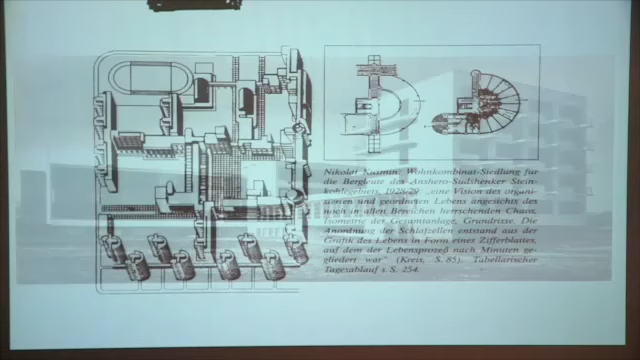 Nikolai Kusmin: Wohnkombinat-Siedlung für
die Bergleute des Anshero-Sudshensker Stein-
kohlegebiets, 1928-29 „eine Vision des organi-
sierten und geordneten Lebens angesichts des
noch in allen Bereichen herrschenden Chaos.
Isometrie der Gesamtanlage, Grundrisse. Die
Anordnung der Schlafzellen entstand aus der
Grafik des Lebens in Form eines Zifferblattes,
auf dem der Lebensprozeß nach Minuten ge-
gliedert war" (Kreis, S. 85). Tabellarischer
Tagesablauf s. S. 254.